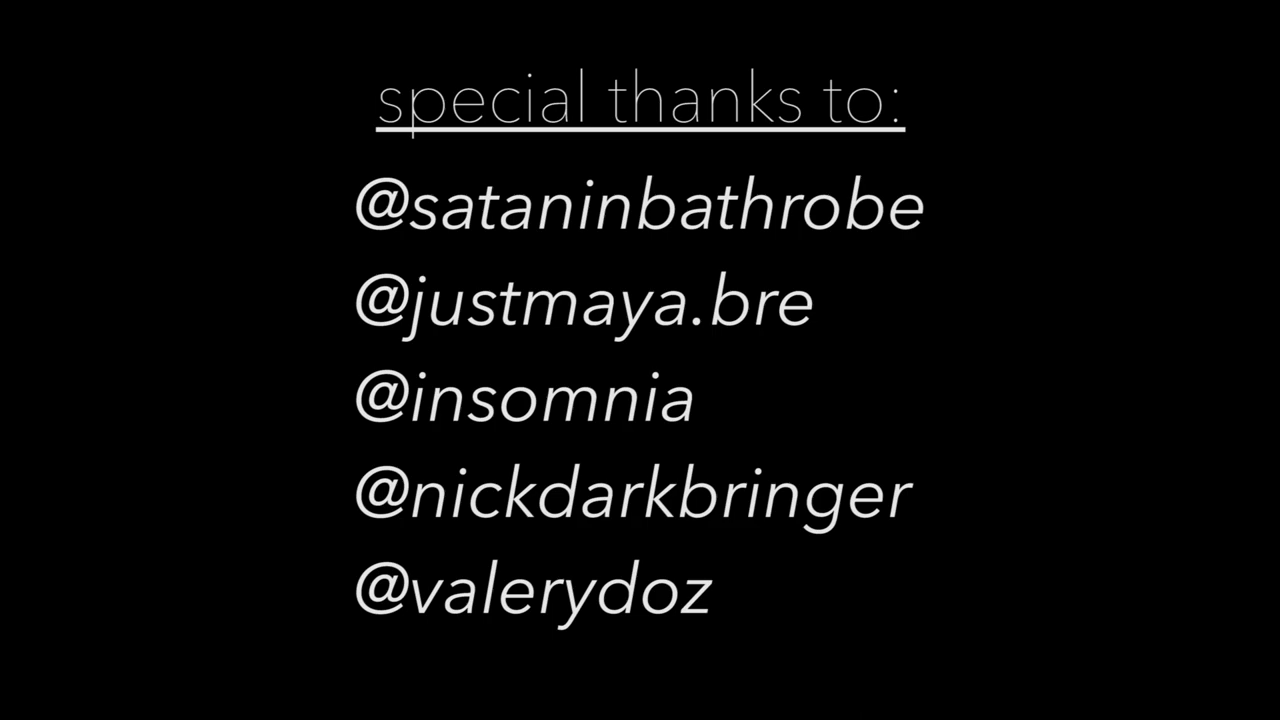 special thanks to:
@sataninbathrobe
@justmaya.bre
@insomnia
@nickdarkbringer
@valerydoz